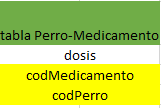 tabla Perro-Medicamento
dosis
codMedicamento
codPerro